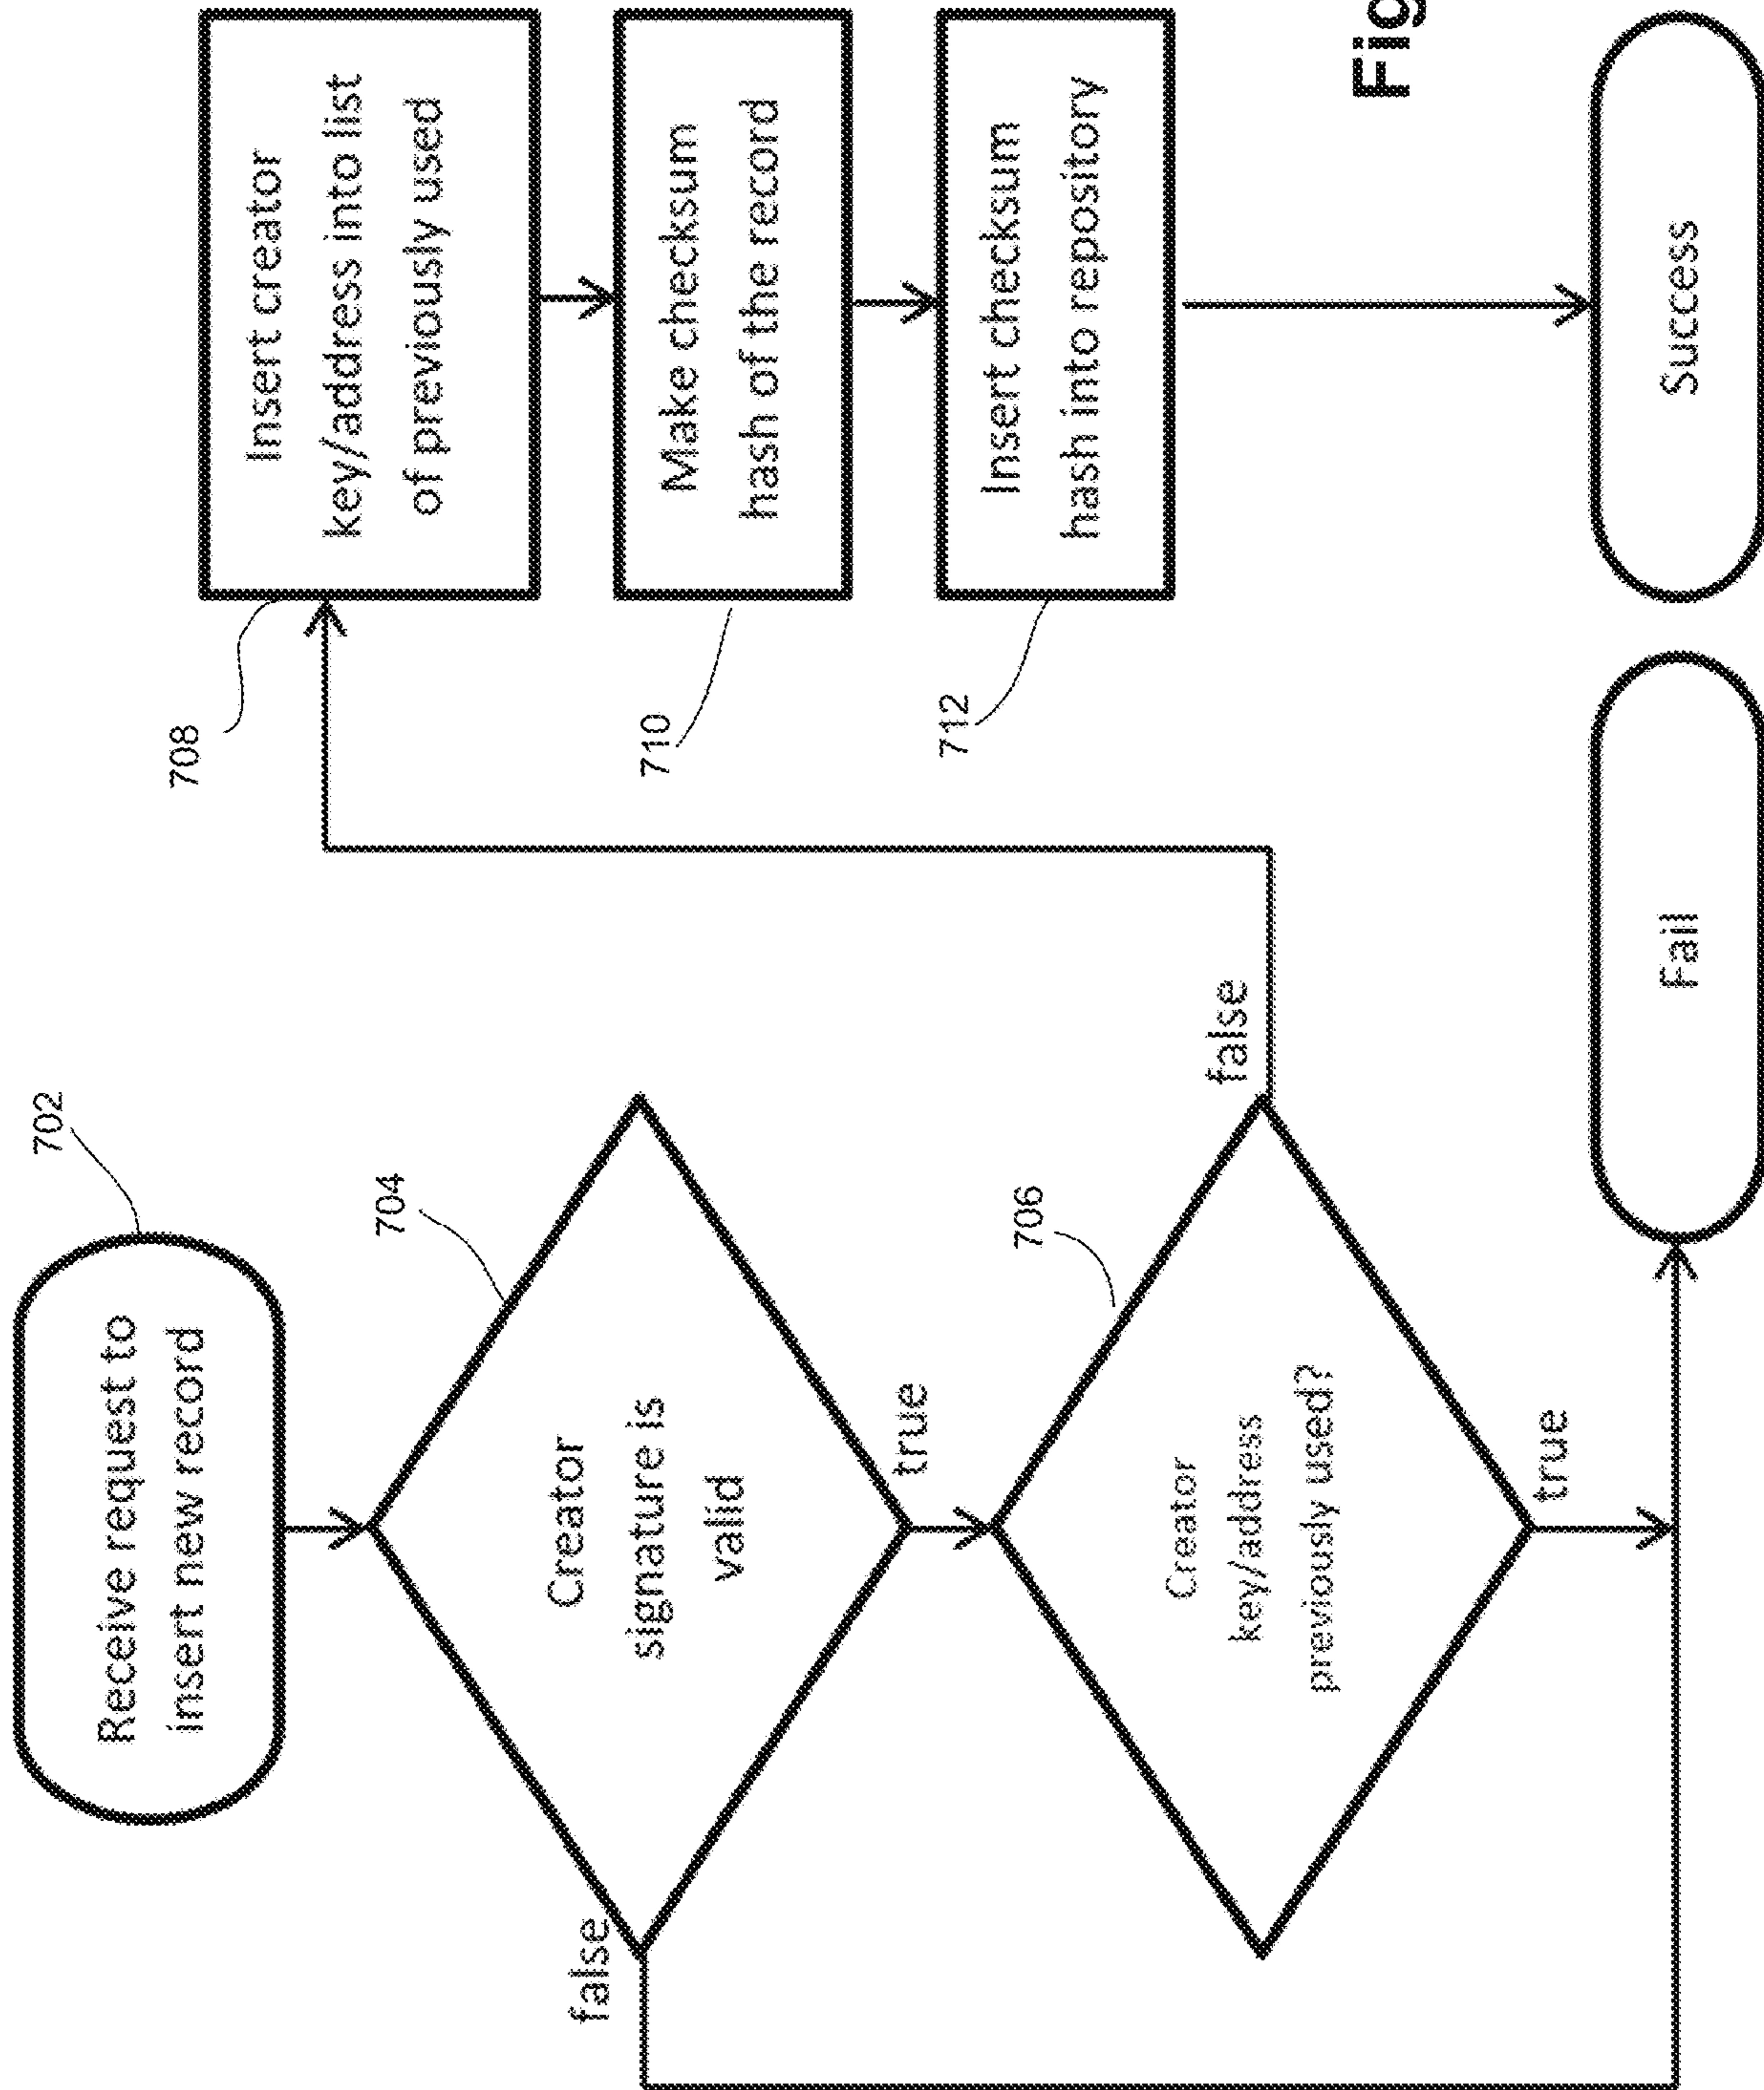 702
Receive request to
insert new record
704
Creator
signature is
valid
false
true
706
Creator
key/address
previously used?
false
true
708
Insert creator
key/address into list
of previously used
710
Make checksum
hash of the record
712
Insert checksum
hash into repository
Fail
Success
Fig